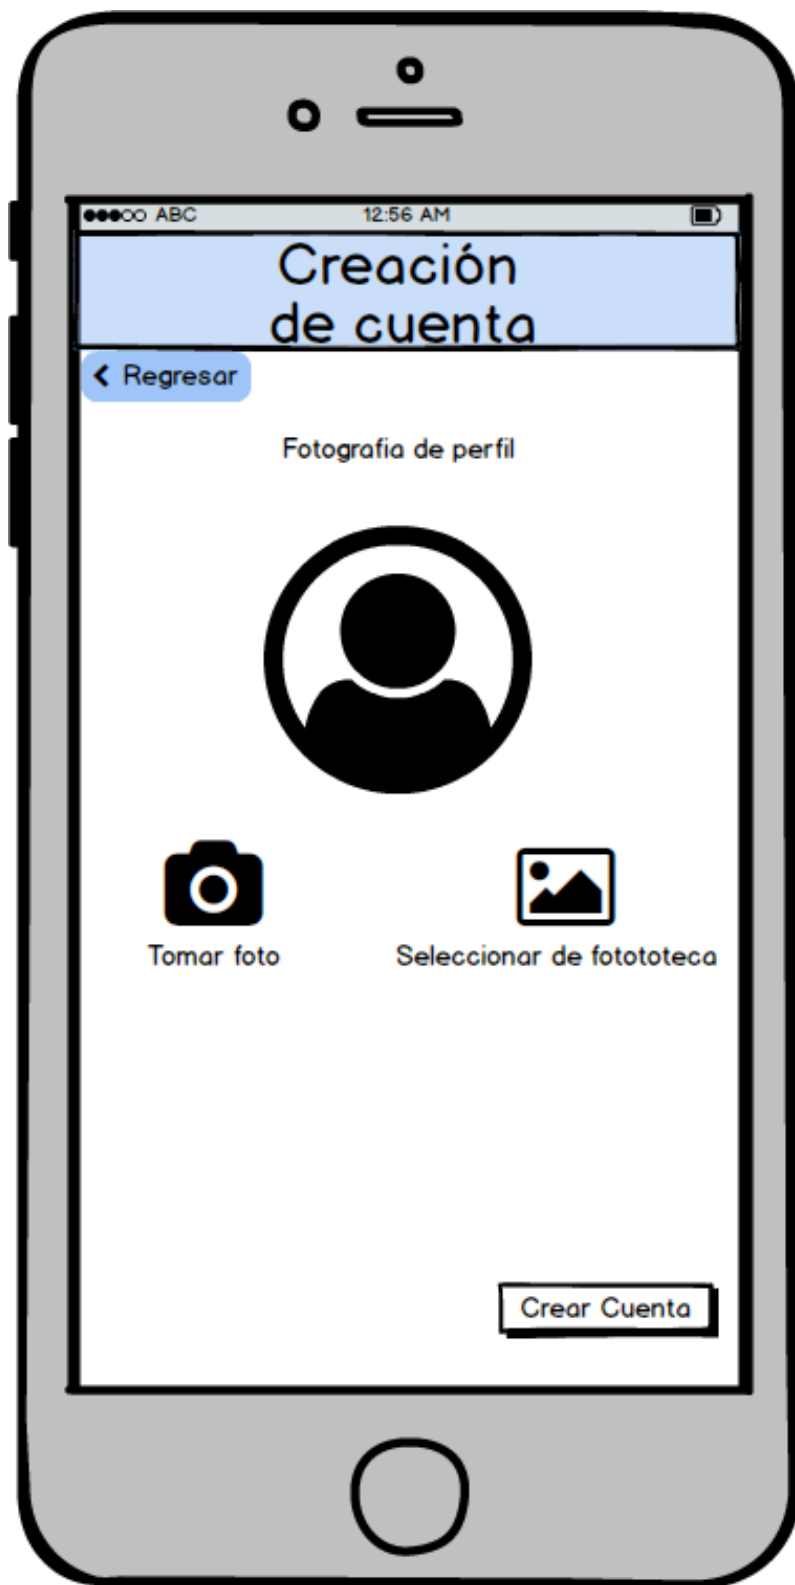 ABC 12:56 AM
Creación
de cuenta
Regresar
Fotografia de perfil
Tomar foto
Seleccionar de fotototeca
Crear Cuenta